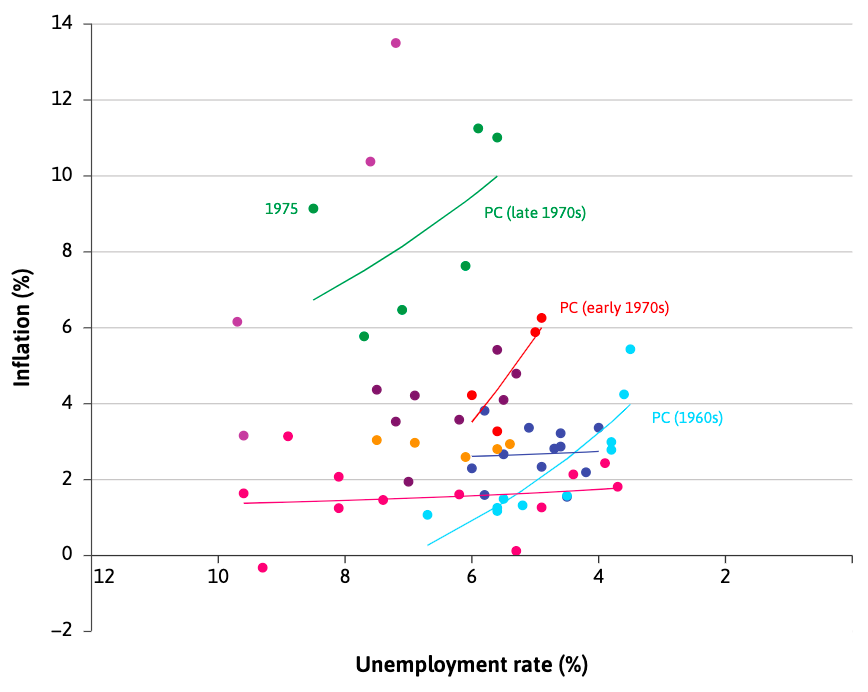 14
12
10
8
6
4
2
0
–2
12 10 8 6 4 2
Inflation (%)
Unemployment rate (%)
1975
PC (late 1970s)
PC (early 1970s)
PC (1960s)